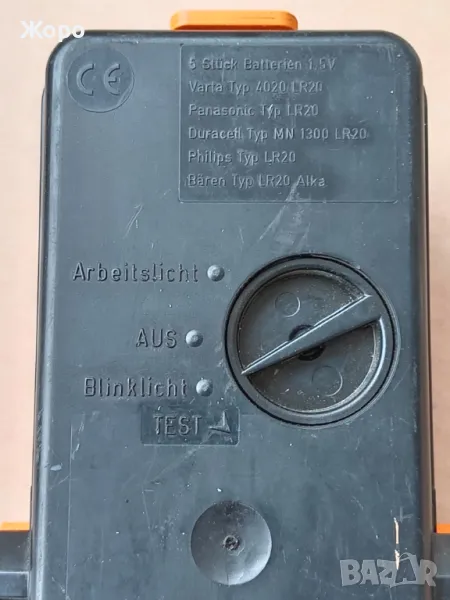 Жоро
CE
5 Stück Batterien 1,5V
Varta Typ 4020 LR20
Panasonic Typ LR20
Duracell Typ MN 1300 LR20
Philips Typ LR20
Bären Typ LR20 Alka
Arbeitslicht
AUS
Blinklicht
TEST
BAZAR